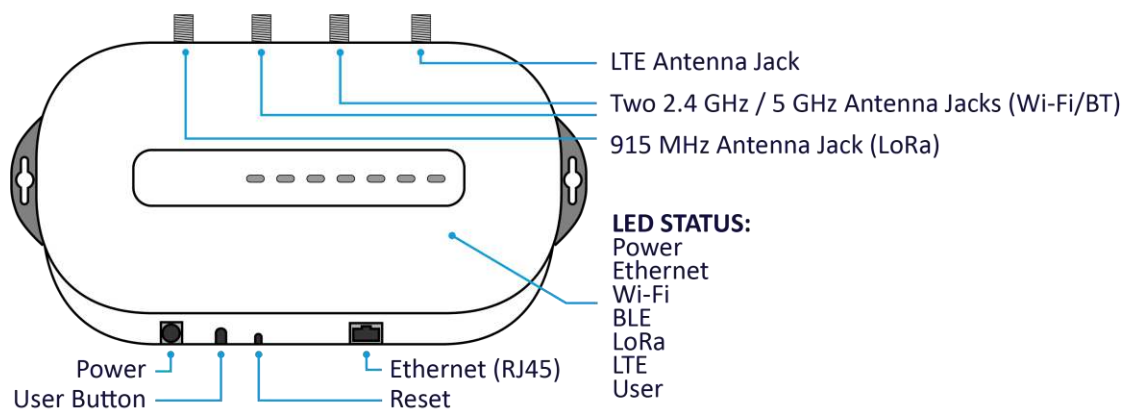 LTE Antenna Jack
Two 2.4 GHz / 5 GHz Antenna Jacks (Wi-Fi/BT)
915 MHz Antenna Jack (LoRa)
LED STATUS:
Power
Ethernet
Wi-Fi
BLE
LoRa
LTE
User
Power
Ethernet (RJ45)
User Button
Reset